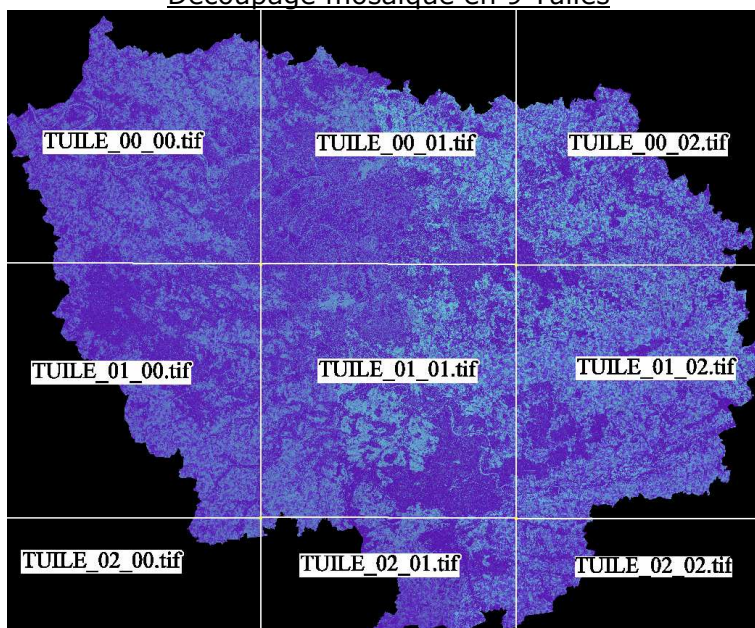 Découpage mosaïque en 9 Tuiles
TUILE_00_00.tif
TUILE_00_01.tif
TUILE_00_02.tif
TUILE_01_00.tif
TUILE_01_01.tif
TUILE_01_02.tif
TUILE_02_00.tif
TUILE_02_01.tif
TUILE_02_02.tif